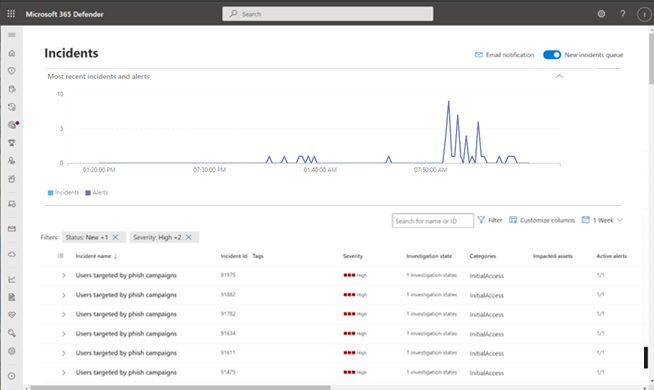 Microsoft 365 Defender
Search
?
i
Incidents
Email notification
New incidents queue
Most recent incidents and alerts
10
5
0
01:20:00 PM 07:30:00 AM 01:40:00 AM 07:50:00 AM
Incidents Alerts
Search for name or ID Filter Customize columns 1 Week
Filters: Status: New +1 Severity: High +2
Incident name Incident Id Tags Severity Investigation state Categories Impacted assets Active alerts
Users targeted by phish campaigns 91975 High 1 investigation states InitialAccess 1/1
Users targeted by phish campaigns 91882 High 1 investigation states InitialAccess 1/1
Users targeted by phish campaigns 91782 High 1 investigation states InitialAccess 1/1
Users targeted by phish campaigns 91634 High 1 investigation states InitialAccess 1/1
Users targeted by phish campaigns 91611 High 1 investigation states InitialAccess 1/1
Users targeted by phish campaigns 91479 High 1 investigation states InitialAccess 1/1